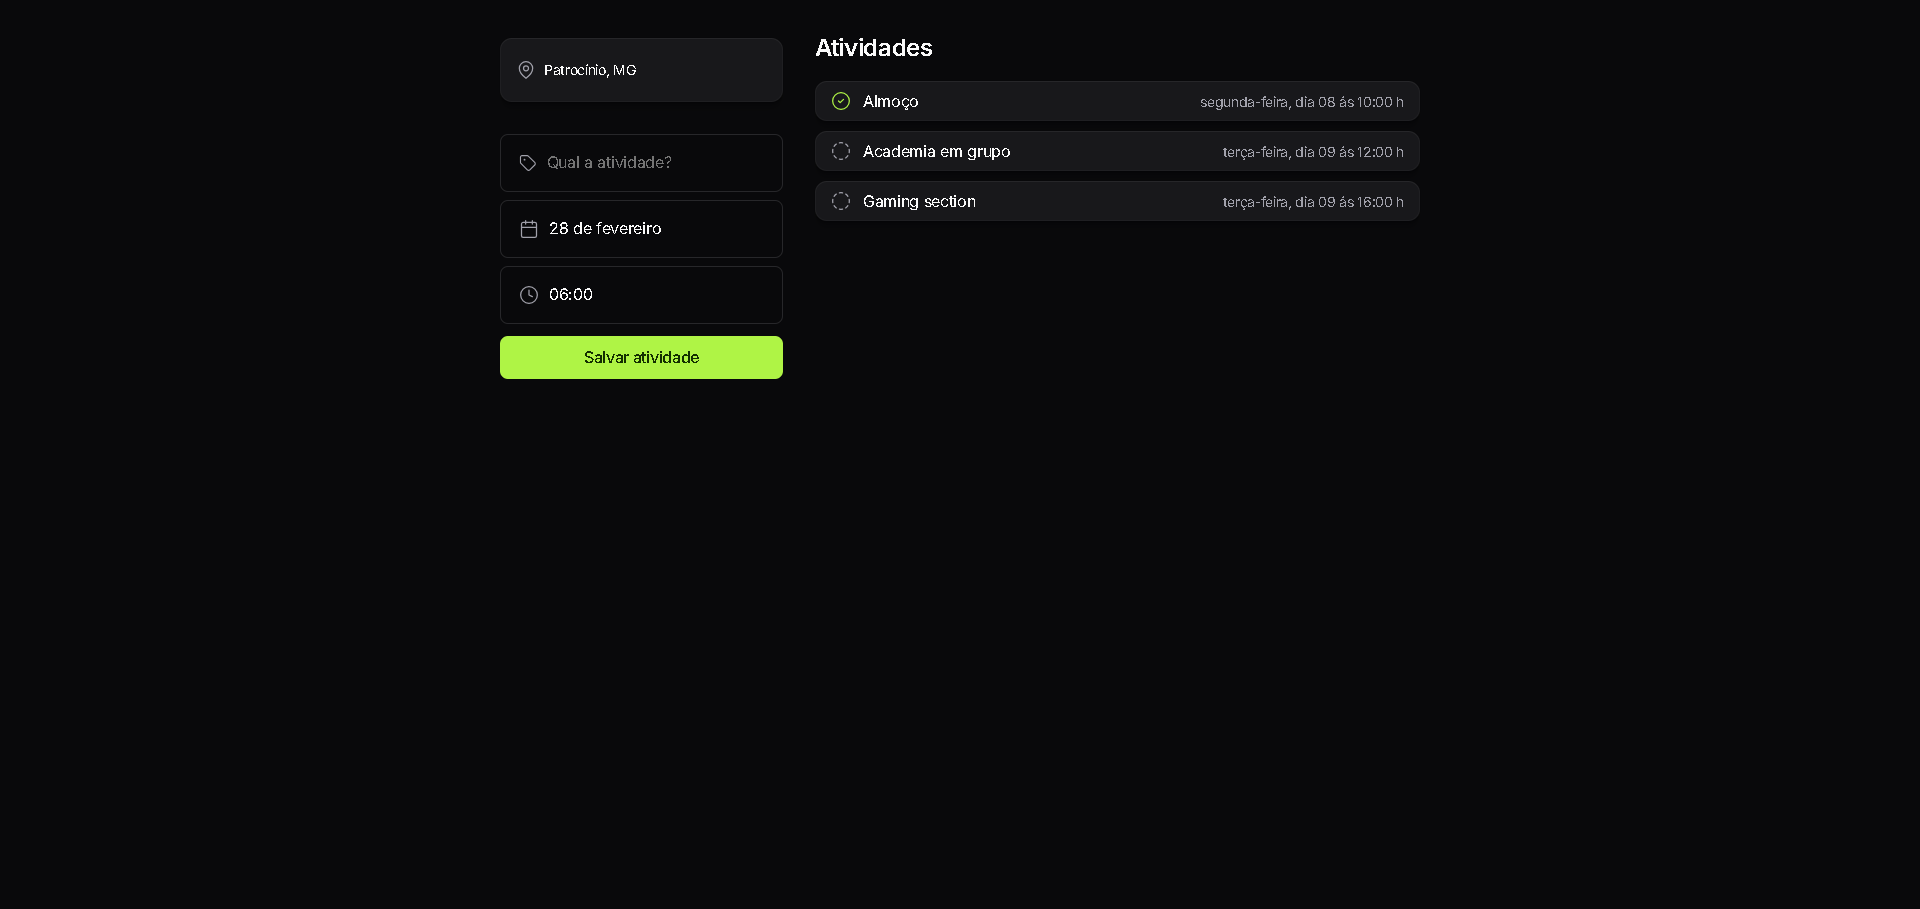 Patrocínio, MG
Qual a atividade?
28 de fevereiro
06:00
Salvar atividade
Atividades
Almoço segunda-feira, dia 08 ás 10:00 h
Academia em grupo terça-feira, dia 09 ás 12:00 h
Gaming section terça-feira, dia 09 ás 16:00 h